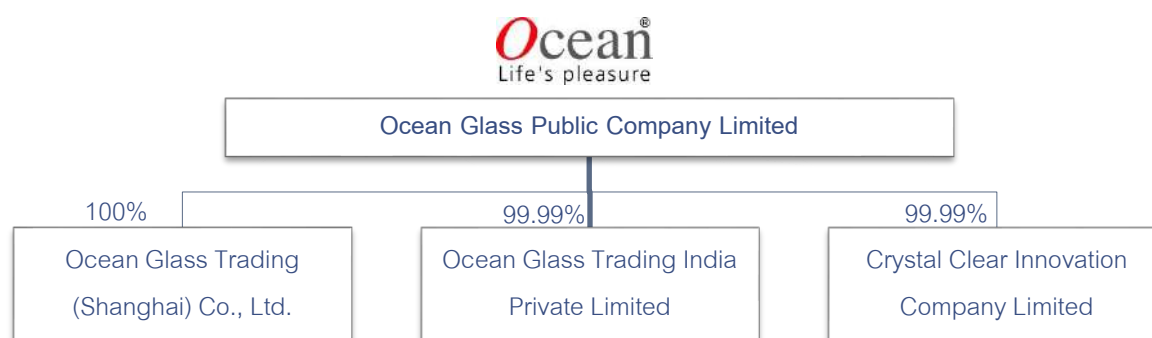 Ocean®
Life's pleasure
Ocean Glass Public Company Limited
100%
99.99%
99.99%
Ocean Glass Trading
(Shanghai) Co., Ltd.
Ocean Glass Trading India
Private Limited
Crystal Clear Innovation
Company Limited